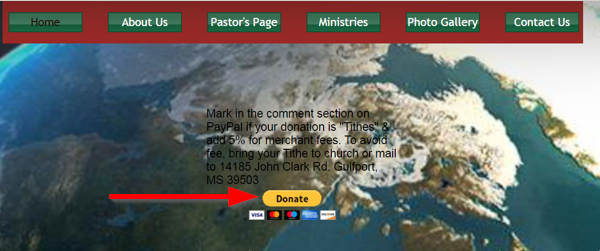 Home About Us Pastor's Page Ministries Photo Gallery Contact Us
Mark in the comment section on
PayPal if your donation is "Tithes" &
add 5% for merchant fees. To avoid
fee, bring your Tithe to church or mail
to 14185 John Clark Rd. Gulfport,
MS 39503
Donate
VISA